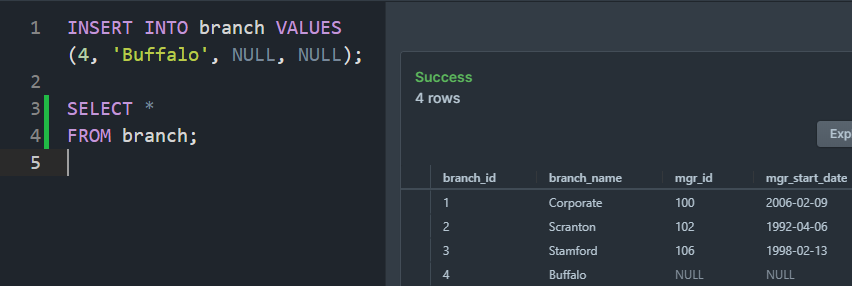 1 INSERT INTO branch VALUES
(4, 'Buffalo', NULL, NULL);
2
3 SELECT *
4 FROM branch;
5
Success
4 rows
Exp
branch_id branch_name mgr_id mgr_start_date
1 Corporate 100 2006-02-09
2 Scranton 102 1992-04-06
3 Stamford 106 1998-02-13
4 Buffalo NULL NULL